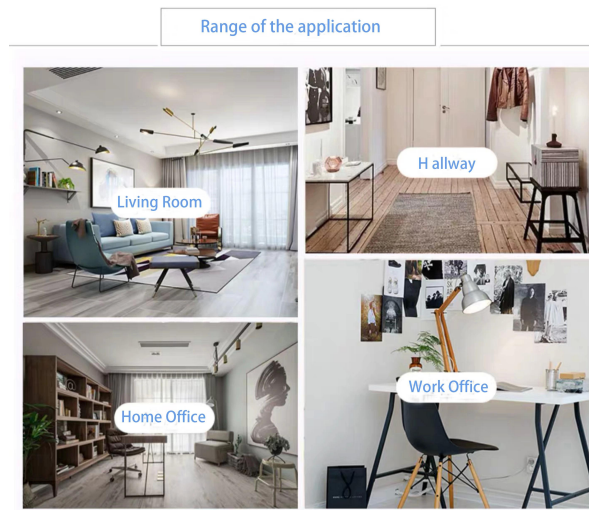 Range of the application
Living Room
H allway
Home Office
Work Office